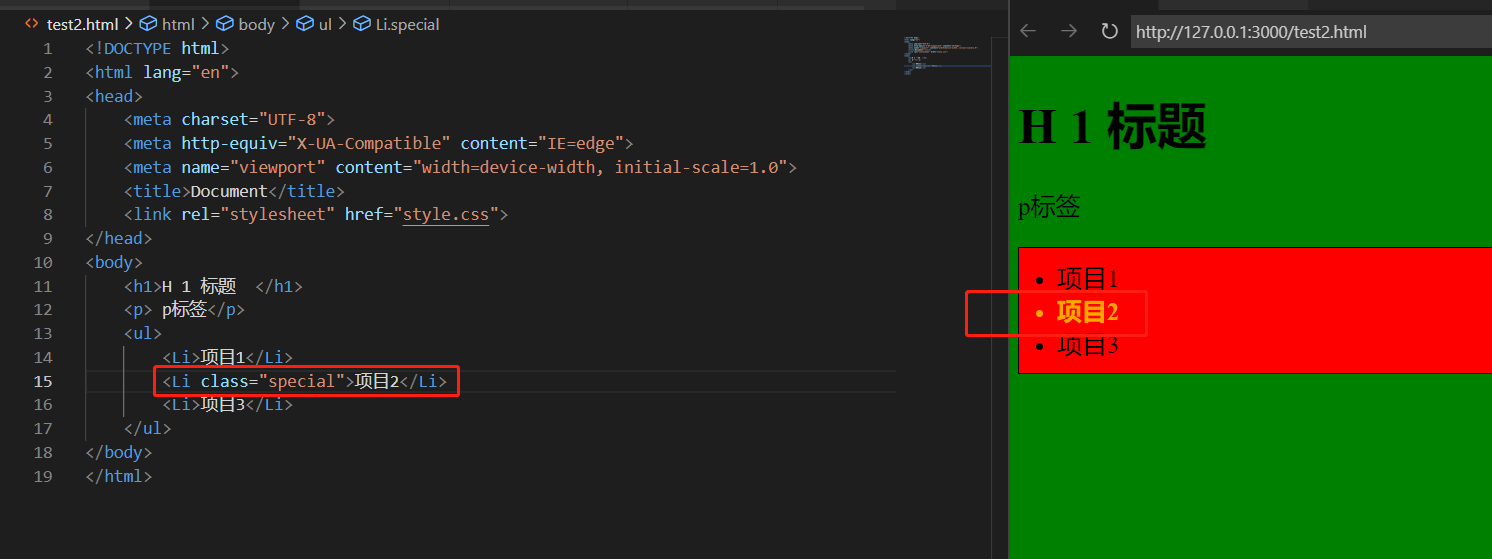 test2.html > html > body > ul > Li.special
1 <!DOCTYPE html>
2 <html lang="en">
3 <head>
4 <meta charset="UTF-8">
5 <meta http-equiv="X-UA-Compatible" content="IE=edge">
6 <meta name="viewport" content="width=device-width, initial-scale=1.0">
7 <title>Document</title>
8 <link rel="stylesheet" href="style.css">
9 </head>
10 <body>
11 <h1>H 1 标题  </h1>
12 <p> p标签</p>
13 <ul>
14 <Li>项目1</Li>
15 <Li class="special">项目2</Li>
16 <Li>项目3</Li>
17 </ul>
18 </body>
19 </html>
http://127.0.0.1:3000/test2.html
H 1 标题
p标签
• 项目1
• 项目2
• 项目3